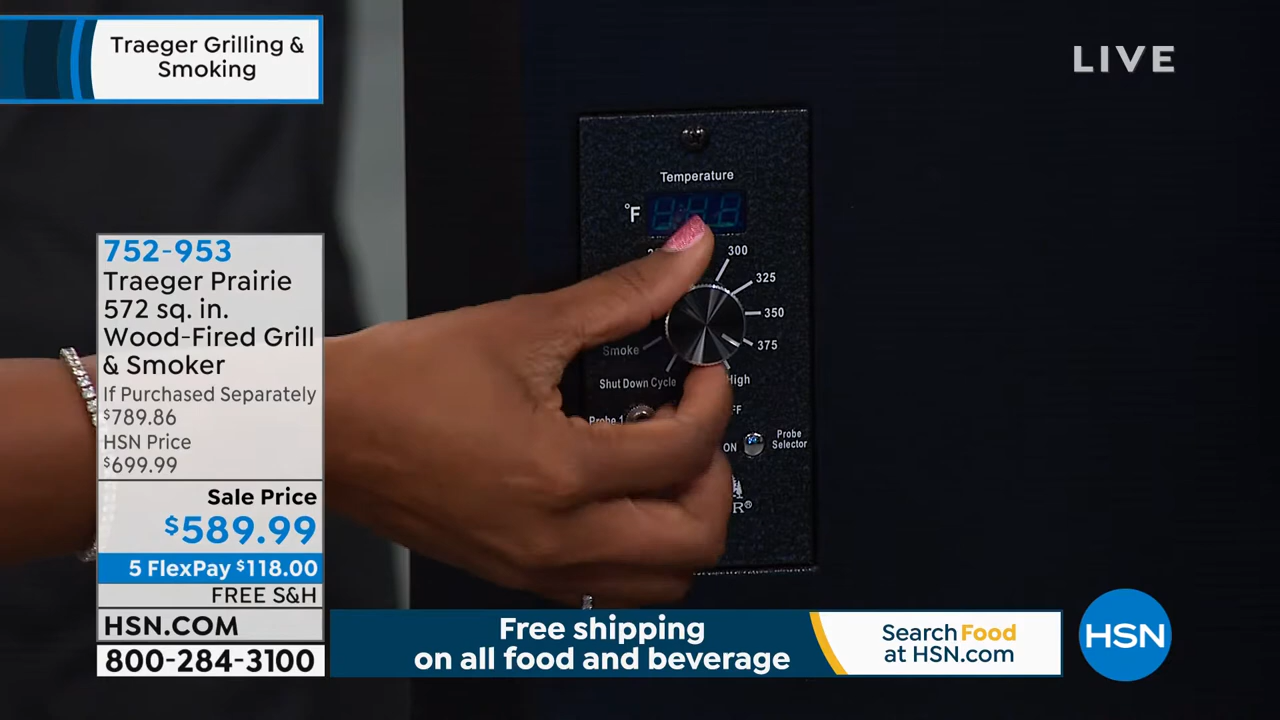 Traeger Grilling &
Smoking
LIVE
Temperature
°F
300
325
350
375
High
Smoke
Shut Down Cycle
Probe 1
ON
Probe
Selector
752-953
Traeger Prairie
572 sq. in.
Wood-Fired Grill
& Smoker
If Purchased Separately
$789.86
HSN Price
$699.99
Sale Price
$589.99
5 FlexPay $118.00
FREE S&H
HSN.COM
800-284-3100
Free shipping
on all food and beverage
Search Food
at HSN.com
HSN